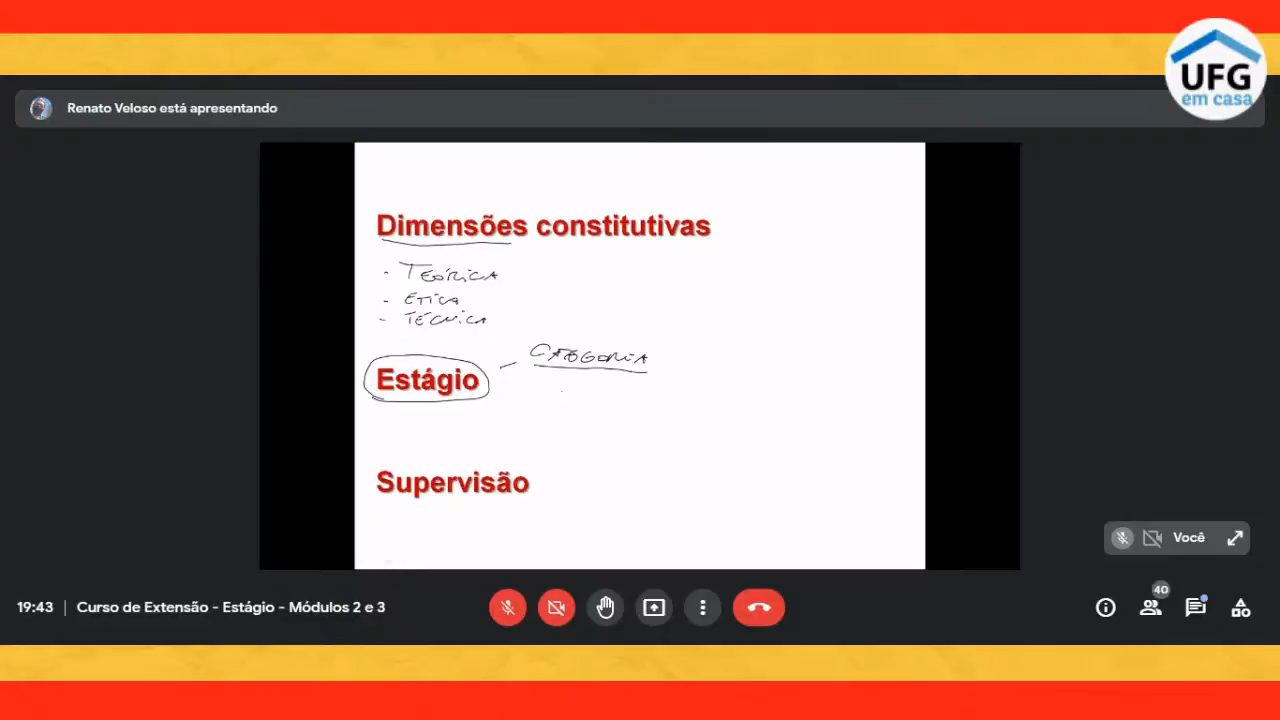 UFG
em casa
Renato Veloso está apresentando
Dimensões constitutivas
- TEÓRICA
- ÉTICA
- TÉCNICA
CATEGORIA
Estágio
Supervisão
Você
19:43 | Curso de Extensão - Estágio - Módulos 2 e 3
40